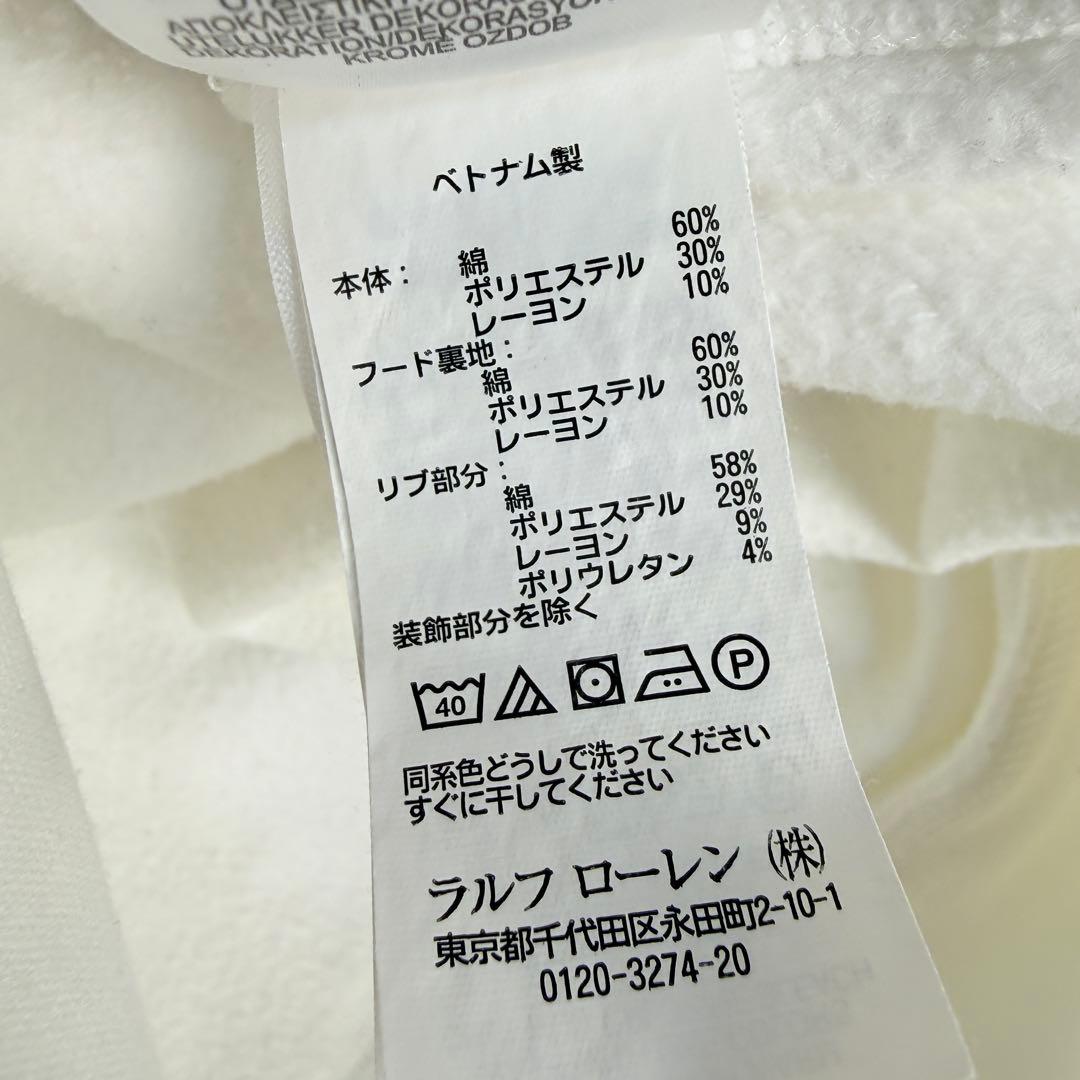 ΑΠΟΚΛΕΙΣΤΙΚΗ
DEKORAS
DEKORATION/DEKORASYON
KROME OZDOB
ベトナム製
本体： 綿 60%
ポリエステル 30%
レーヨン 10%
フード裏地：
綿 60%
ポリエステル 30%
レーヨン 10%
リブ部分：
綿 58%
ポリエステル 29%
レーヨン 9%
ポリウレタン 4%
装飾部分を除く
40 P
同系色どうしで洗ってください
すぐに干してください
ラルフ ローレン (株)
東京都千代田区永田町2-10-1
0120-3274-20